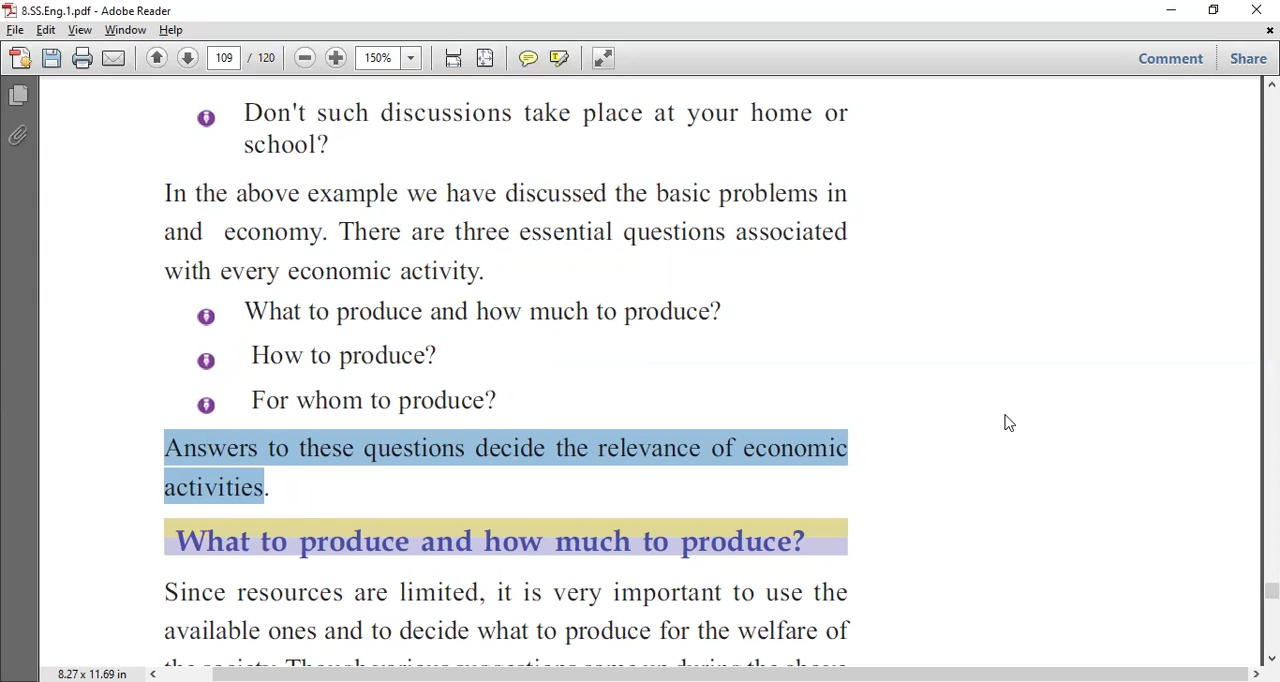 8.SS.Eng.1.pdf - Adobe Reader
File Edit View Window Help
109 / 120 150% Comment Share
Don't such discussions take place at your home or
school?
In the above example we have discussed the basic problems in
and economy. There are three essential questions associated
with every economic activity.
What to produce and how much to produce?
How to produce?
For whom to produce?
Answers to these questions decide the relevance of economic
activities.
What to produce and how much to produce?
Since resources are limited, it is very important to use the
available ones and to decide what to produce for the welfare of
8.27 x 11.69 in